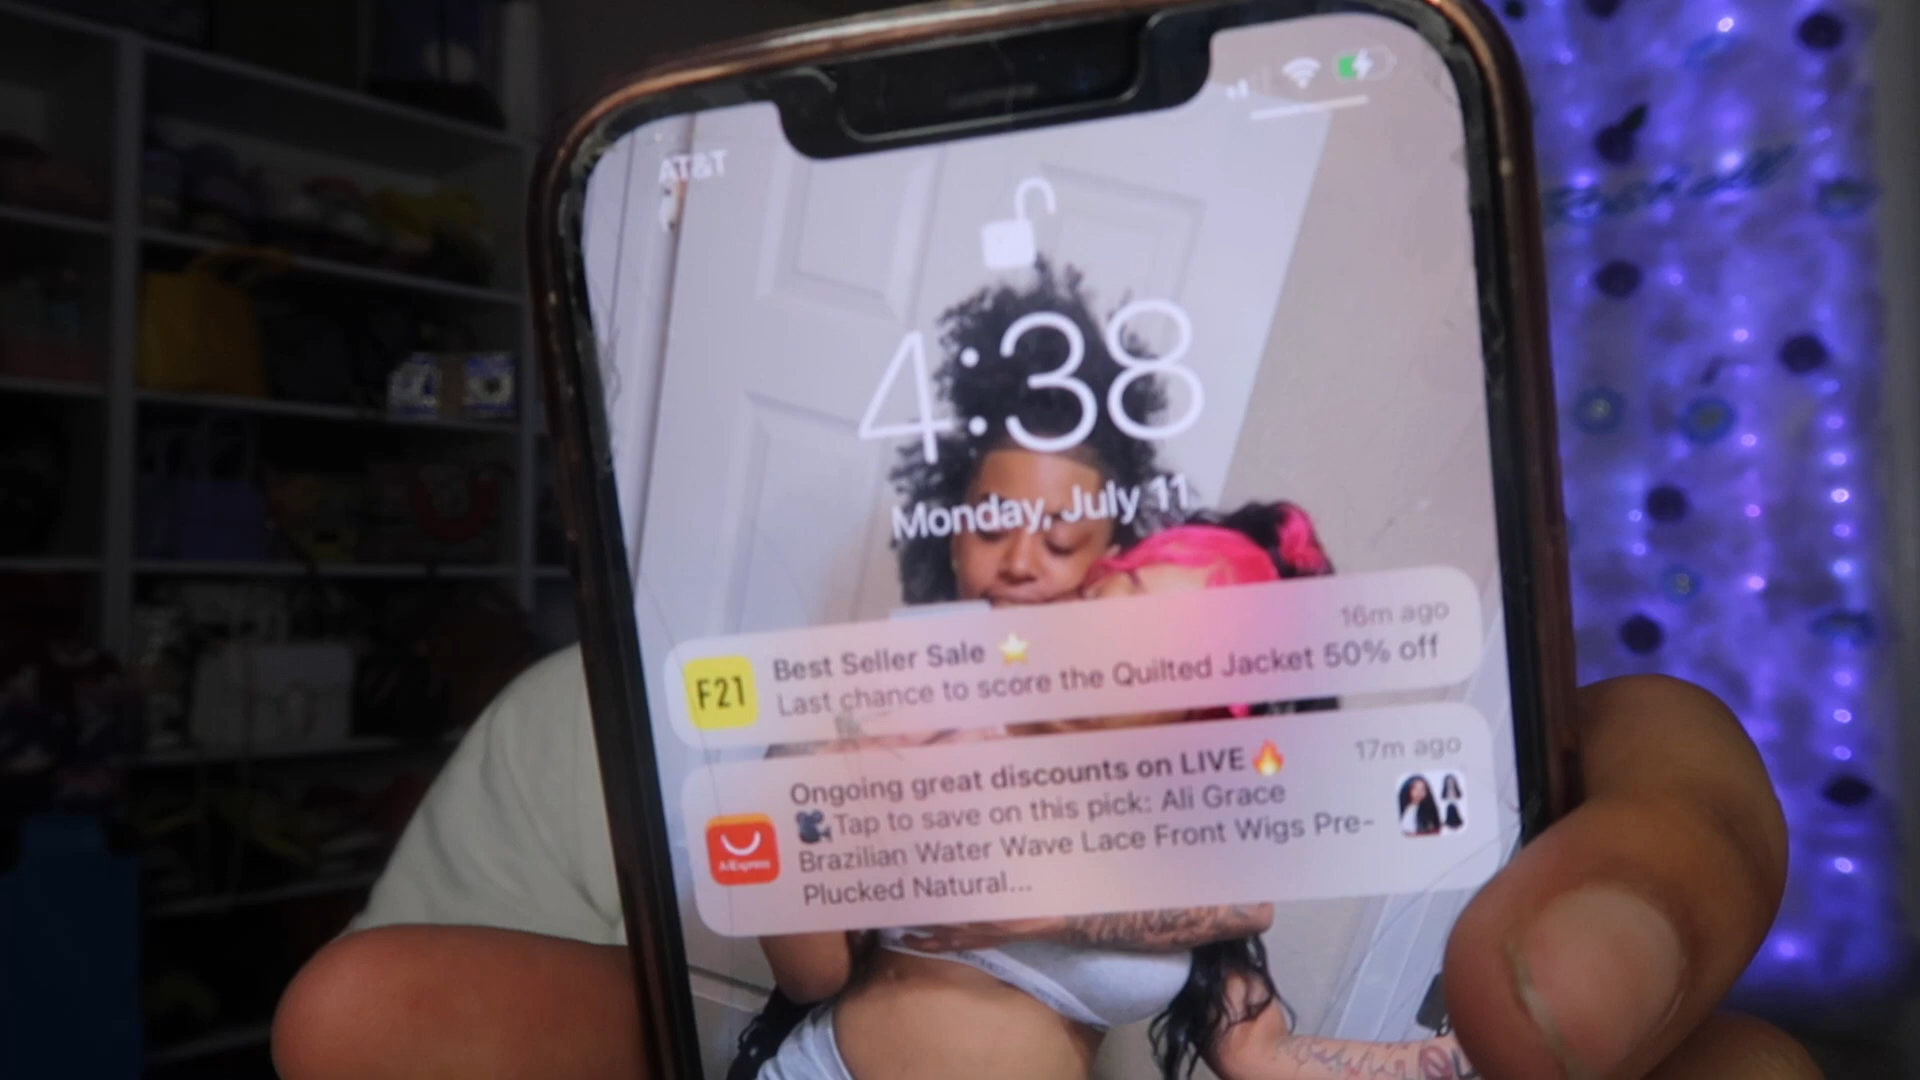 AT&T
4:38
Monday, July 11
F21
Best Seller Sale ⭐
16m ago
Last chance to score the Quilted Jacket 50% off
Ongoing great discounts on LIVE🔥
17m ago
🎥Tap to save on this pick: Ali Grace
Brazilian Water Wave Lace Front Wigs Pre-
Plucked Natural...
AliExpress